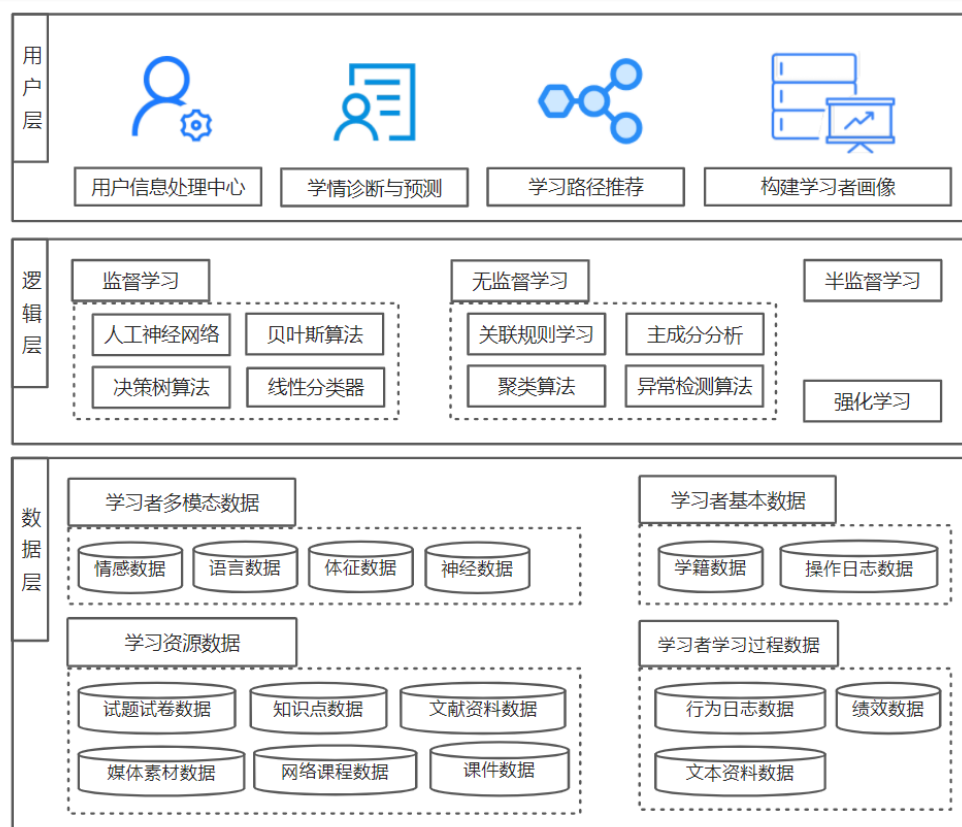 用户层
用户信息处理中心
学情诊断与预测
学习路径推荐
构建学习者画像
逻辑层
监督学习
无监督学习
半监督学习
人工神经网络
贝叶斯算法
关联规则学习
主成分分析
决策树算法
线性分类器
聚类算法
异常检测算法
强化学习
数据层
学习者多模态数据
学习者基本数据
情感数据
语言数据
体征数据
神经数据
学籍数据
操作日志数据
学习资源数据
学习者学习过程数据
试题试卷数据
知识点数据
文献资料数据
行为日志数据
绩效数据
媒体素材数据
网络课程数据
课件数据
文本资料数据